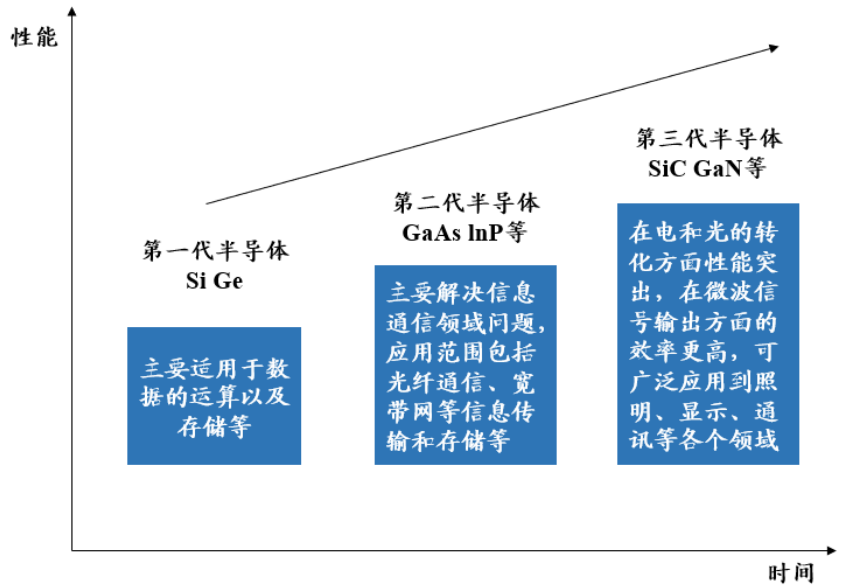 性能
第一代半导体
Si Ge
主要适用于数
据的运算以及
存储等
第二代半导体
GaAs lnP等
主要解决信息
通信领域问题，
应用范围包括
光纤通信、宽
带网等信息传
输和存储等
第三代半导体
SiC GaN等
在电和光的转
化方面性能突
出，在微波信
号输出方面的
效率更高，可
广泛应用到照
明、显示、通
讯等各个领域
时间